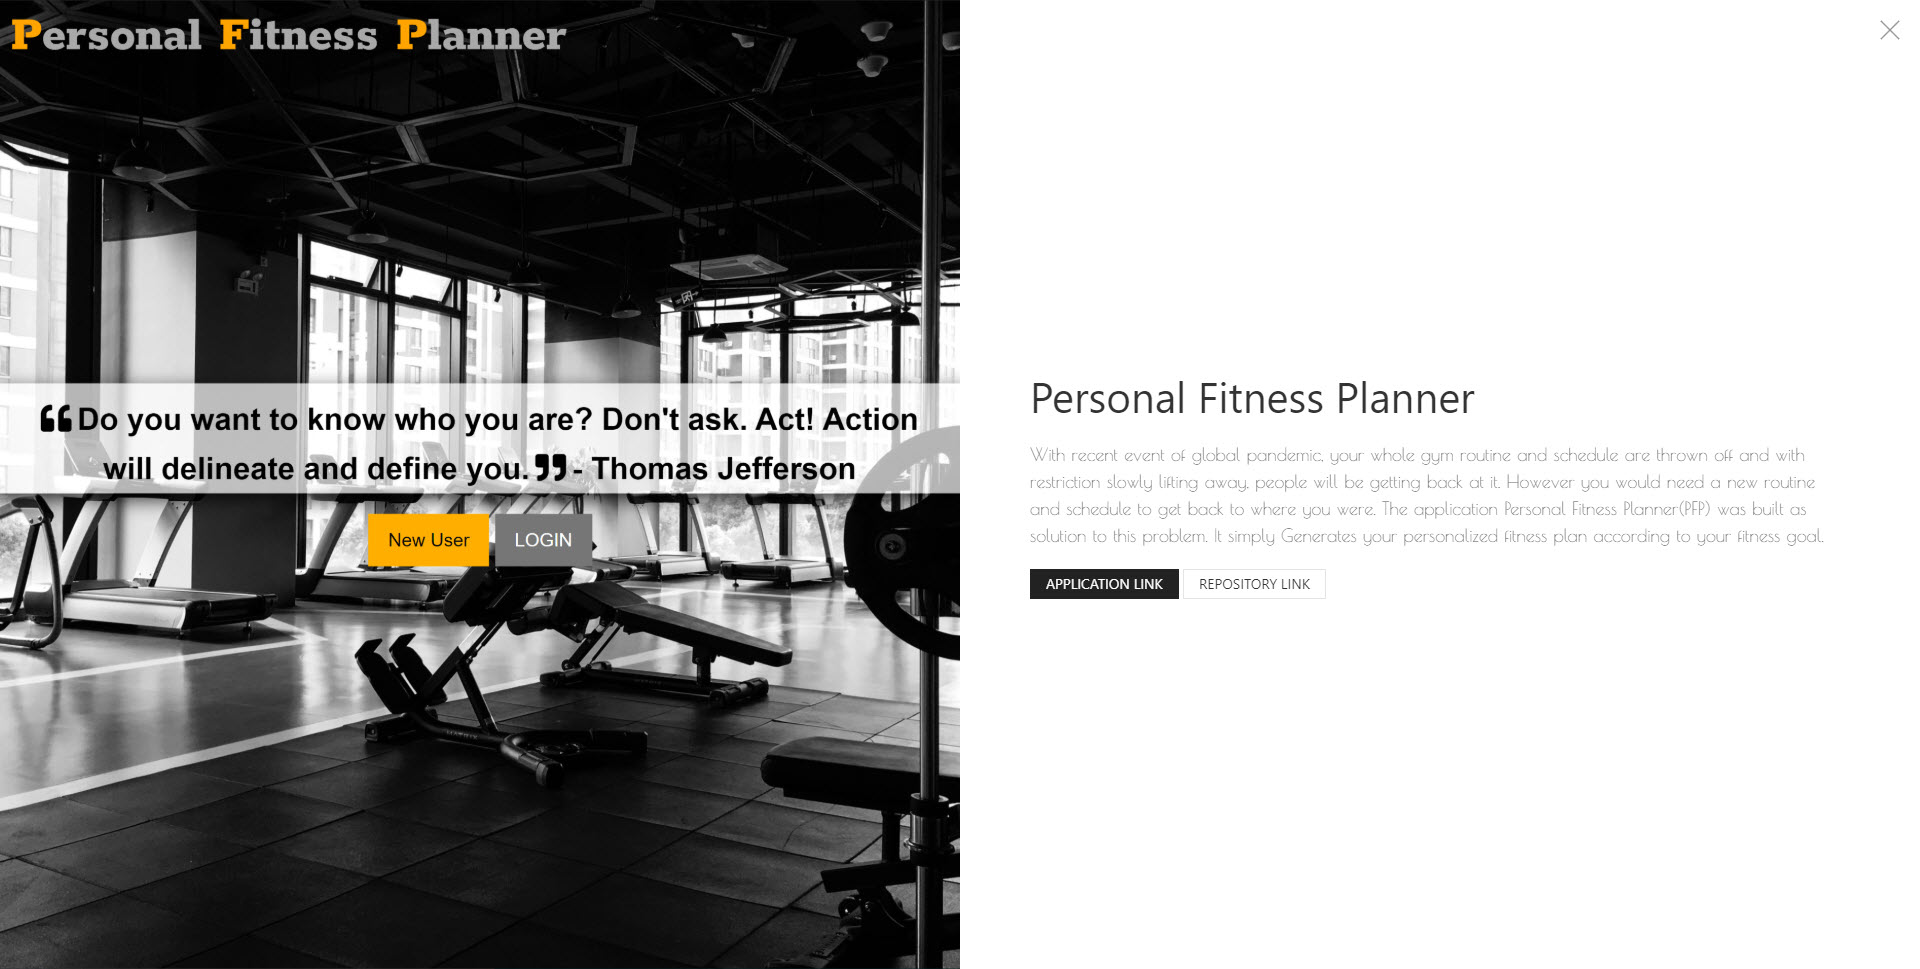 Personal Fitness Planner
❝ Do you want to know who you are? Don't ask. Act! Action
will delineate and define you. ❞ - Thomas Jefferson
New User
LOGIN
Personal Fitness Planner
With recent event of global pandemic, your whole gym routine and schedule are thrown off and with
restriction slowly lifting away, people will be getting back at it. However you would need a new routine
and schedule to get back to where you were. The application Personal Fitness Planner(PFP) was built as
solution to this problem. It simply Generates your personalized fitness plan according to your fitness goal.
APPLICATION LINK
REPOSITORY LINK